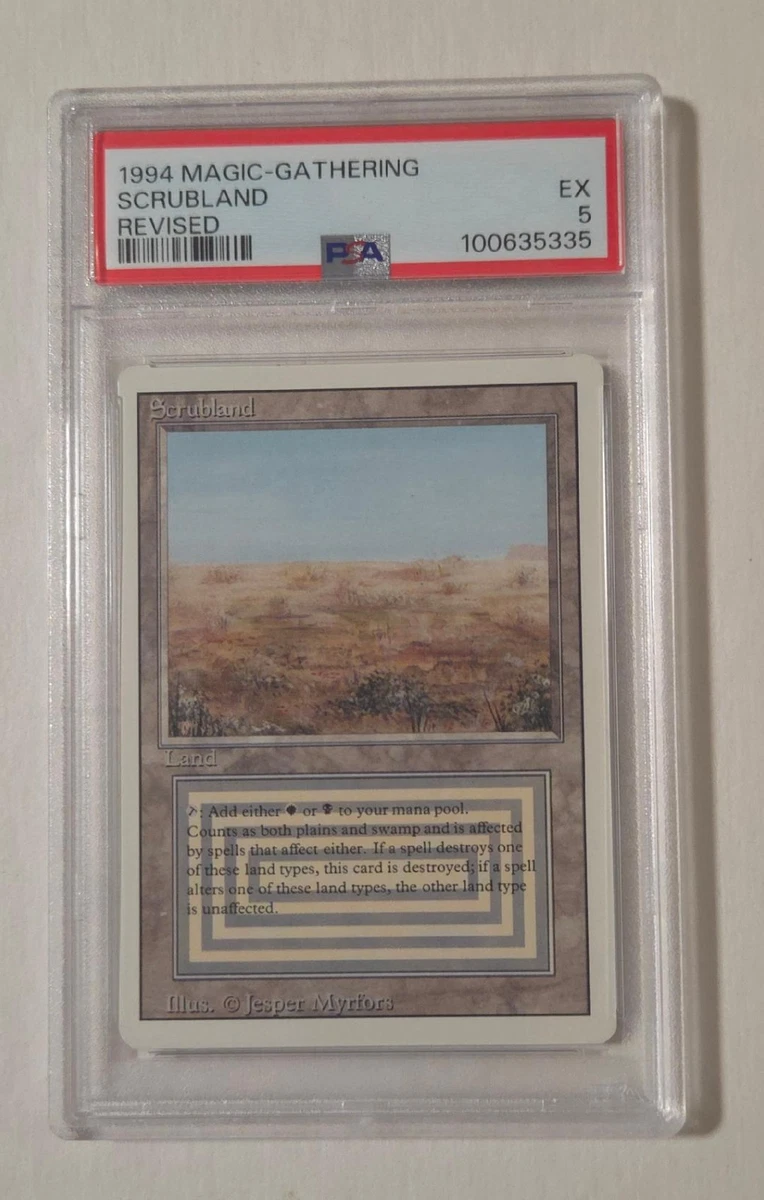 1994 MAGIC-GATHERING
SCRUBLAND
REVISED
EX
5
100635335
PSA
Scrubland
Land
: Add either or to your mana pool.
Counts as both plains and swamp and is affected
by spells that affect either. If a spell destroys one
of these land types, this card is destroyed; if a spell
alters one of these land types, the other land type
is unaffected.
Illus. © Jesper Myrfors